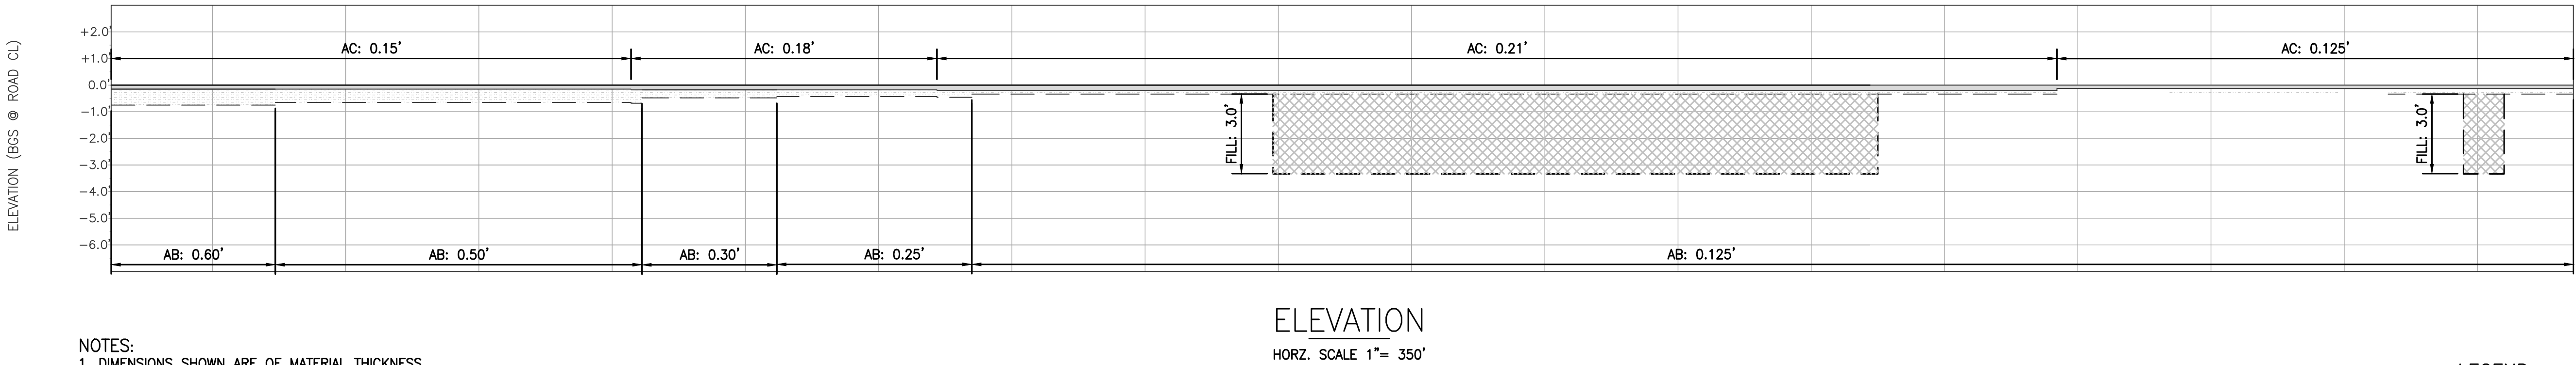 ELEVATION (BGS @ ROAD CL)
+2.0'
+1.0'
0.0'
-1.0'
-2.0'
-3.0'
-4.0'
-5.0'
-6.0'
AC: 0.15'
AC: 0.18'
AC: 0.21'
AC: 0.125'
FILL: 3.0'
FILL: 3.0'
AB: 0.60'
AB: 0.50'
AB: 0.30'
AB: 0.25'
AB: 0.125'
ELEVATION
HORZ. SCALE 1"= 350'
NOTES:
1. DIMENSIONS SHOWN ARE OF MATERIAL THICKNESS
LEGEND